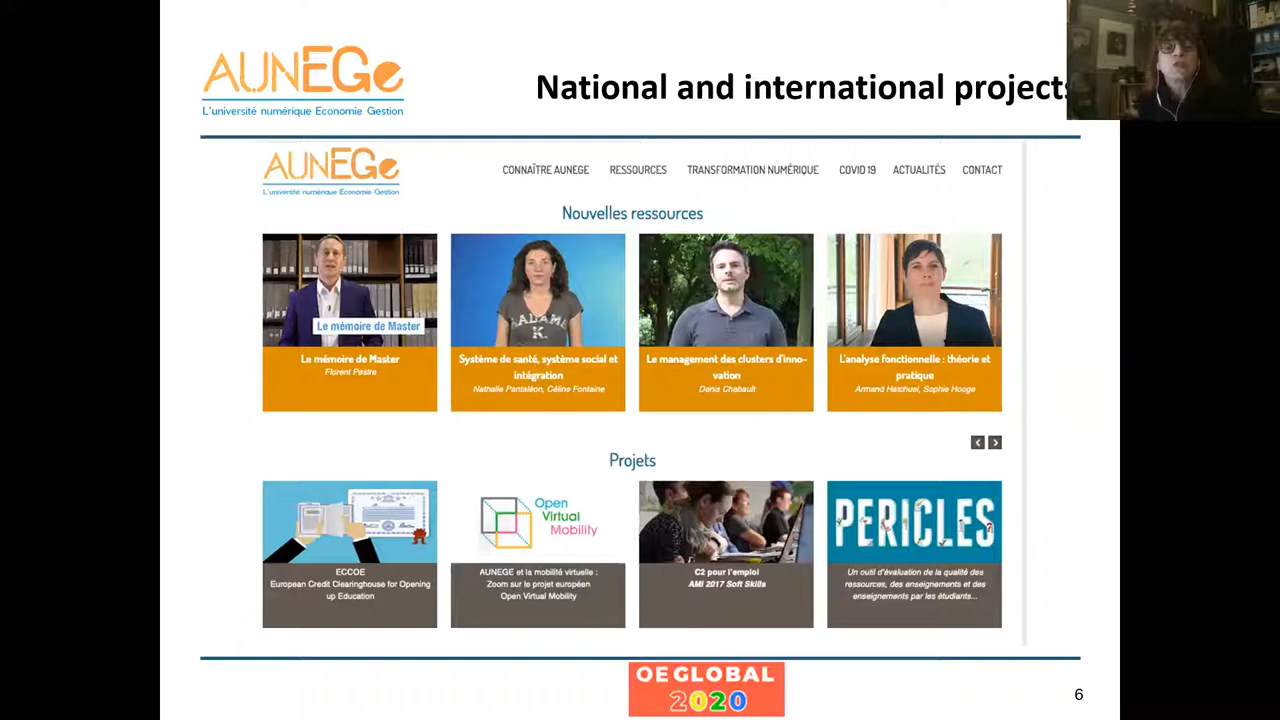 AUNEGe
L'université numérique Economie Gestion
National and international projects
AUNEGe
L'université numérique Économie Gestion
CONNAÎTRE AUNEGE RESSOURCES TRANSFORMATION NUMÉRIQUE COVID 19 ACTUALITÉS CONTACT
Nouvelles ressources
Le mémoire de Master
Le mémoire de Master
Florent Pestre
MADAME
K.
Système de santé, système social et
intégration
Nathalie Pantaléon, Céline Fontaine
Le management des clusters d'inno-
vation
Denis Chabault
L'analyse fonctionnelle : théorie et
pratique
Armand Hatchuel, Sophie Hooge
Projets
ECCOE
European Credit Clearinghouse for Opening
up Education
Open
Virtual
Mobility
AUNEGE et la mobilité virtuelle :
Zoom sur le projet européen
Open Virtual Mobility
C2 pour l'emploi
AMI 2017 Soft Skills
PERICLES
Un outil d'évaluation de la qualité des
ressources, des enseignements et des
enseignements par les étudiants...
OEGLOBAL
2020
6